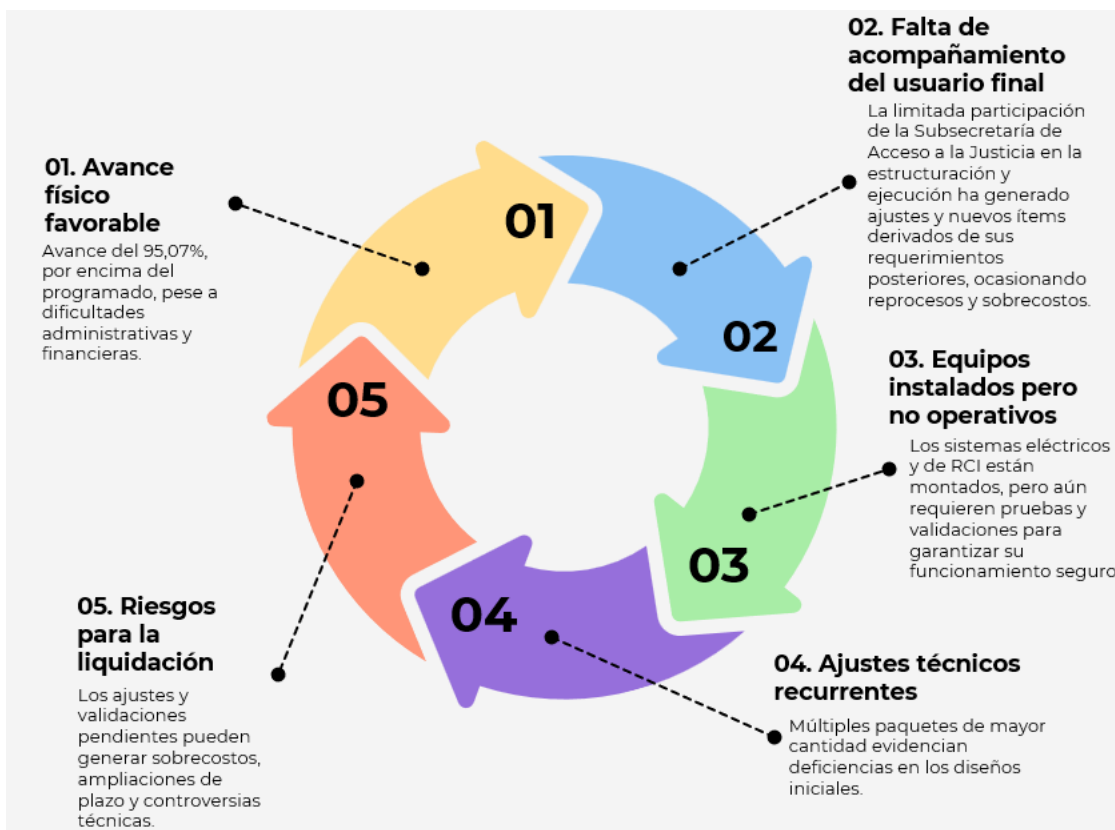 01. Avance
físico
favorable
Avance del 95,07%,
por encima del
programado, pese a
dificultades
administrativas y
financieras.
02. Falta de
acompañamiento
del usuario final
La limitada participación
de la Subsecretaría de
Acceso a la Justicia en la
estructuración y
ejecución ha generado
ajustes y nuevos ítems
derivados de sus
requerimientos
posteriores, ocasionando
reprocesos y sobrecostos.
03. Equipos
instalados pero
no operativos
Los sistemas eléctricos
y de RCI están
montados, pero aún
requieren pruebas y
validaciones para
garantizar su
funcionamiento seguro
04. Ajustes técnicos
recurrentes
Múltiples paquetes de mayor
cantidad evidencian
deficiencias en los diseños
iniciales.
05. Riesgos
para la
liquidación
Los ajustes y
validaciones
pendientes pueden
generar sobrecostos,
ampliaciones de
plazo y controversias
técnicas.
01
02
03
04
05